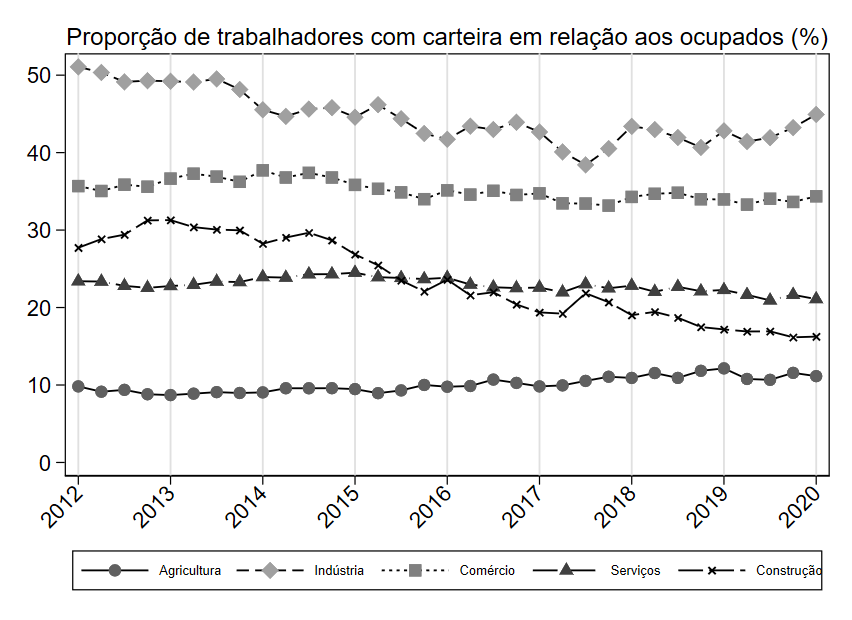 Proporção de trabalhadores com carteira em relação aos ocupados (%)
50
40
30
20
10
0
2012 2013 2014 2015 2016 2017 2018 2019 2020
Agricultura Indústria Comércio Serviços Construção